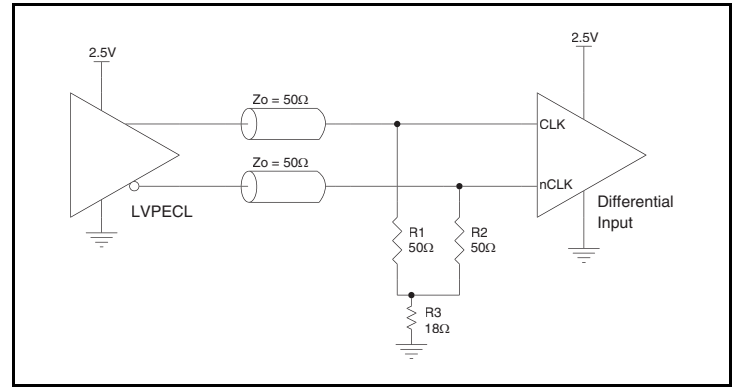 2.5V
2.5V
Zo = 50Ω
CLK
Zo = 50Ω
nCLK
LVPECL
Differential
Input
R1
50Ω
R2
50Ω
R3
18Ω